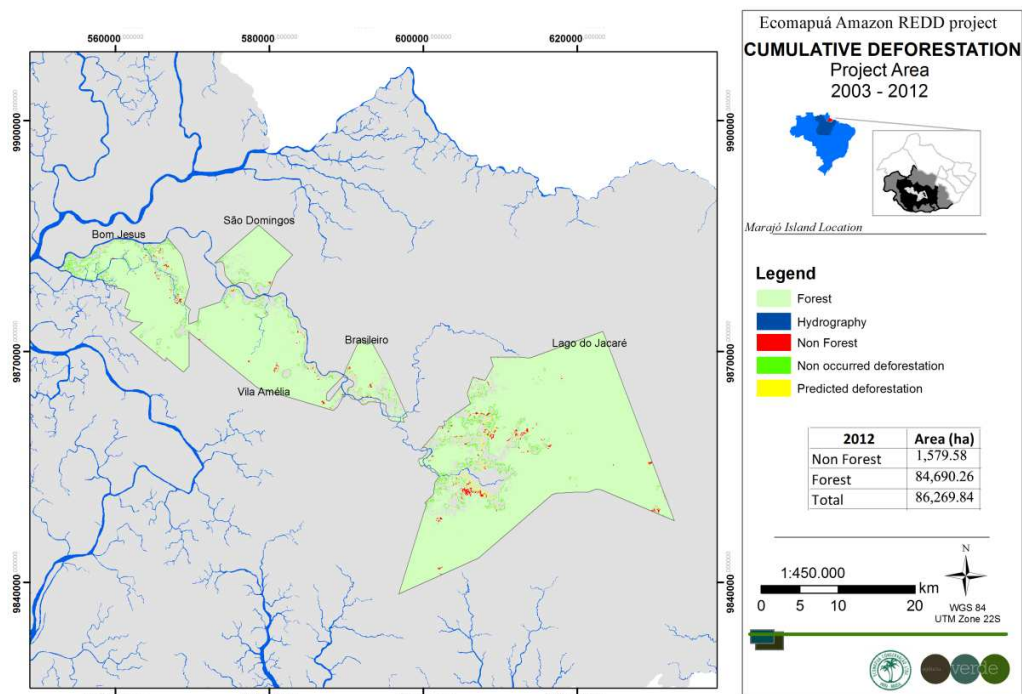 560000
580000
600000
620000
9900000
9870000
9840000
9900000
9870000
9840000
São Domingos
Bom Jesus
Brasileiro
Lago do Jacaré
Vila Amélia
Ecomapuá Amazon REDD project
CUMULATIVE DEFORESTATION
Project Area
2003 - 2012
Marajó Island Location
Legend
Forest
Hydrography
Non Forest
Non occurred deforestation
Predicted deforestation
2012 Area (ha)
Non Forest 1,579.58
Forest 84,690.26
Total 86,269.84
N
1:450.000
km
0 5 10 20
WGS 84
UTM Zone 22S
verde